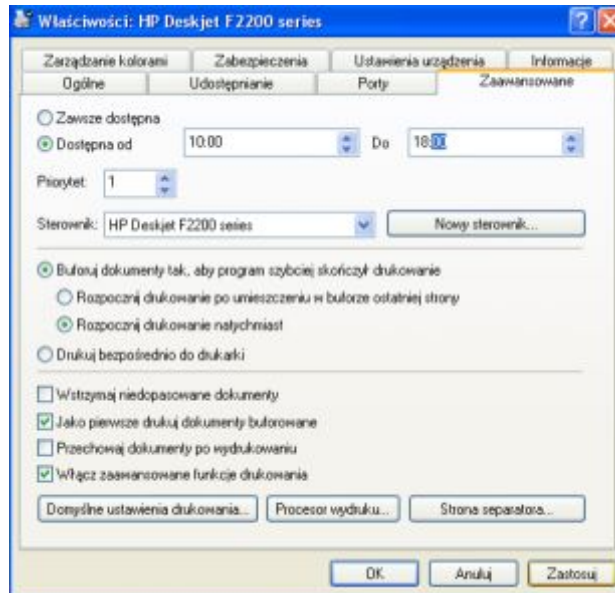 Właściwości: HP Deskjet F2200 series
Zarządzanie kolorami Zabezpieczenia Ustawienia urządzenia Informacje
Ogólne Udostępnianie Porty Zaawansowane
Zawsze dostępna
Dostępna od 10:00 Do 18:00
Priorytet: 1
Sterownik: HP Deskjet F2200 series Nowy sterownik...
Buforuj dokumenty tak, aby program szybciej skończył drukowanie
Rozpocznij drukowanie po umieszczeniu w buforze ostatniej strony
Rozpocznij drukowanie natychmiast
Drukuj bezpośrednio do drukarki
Wstrzymaj niedopasowane dokumenty
Jako pierwsze drukuj dokumenty buforowane
Przechowaj dokumenty po wydrukowaniu
Włącz zaawansowane funkcje drukowania
Domyślne ustawienia drukowania... Procesor wydruku... Strona separatora...
OK Anuluj Zastosuj